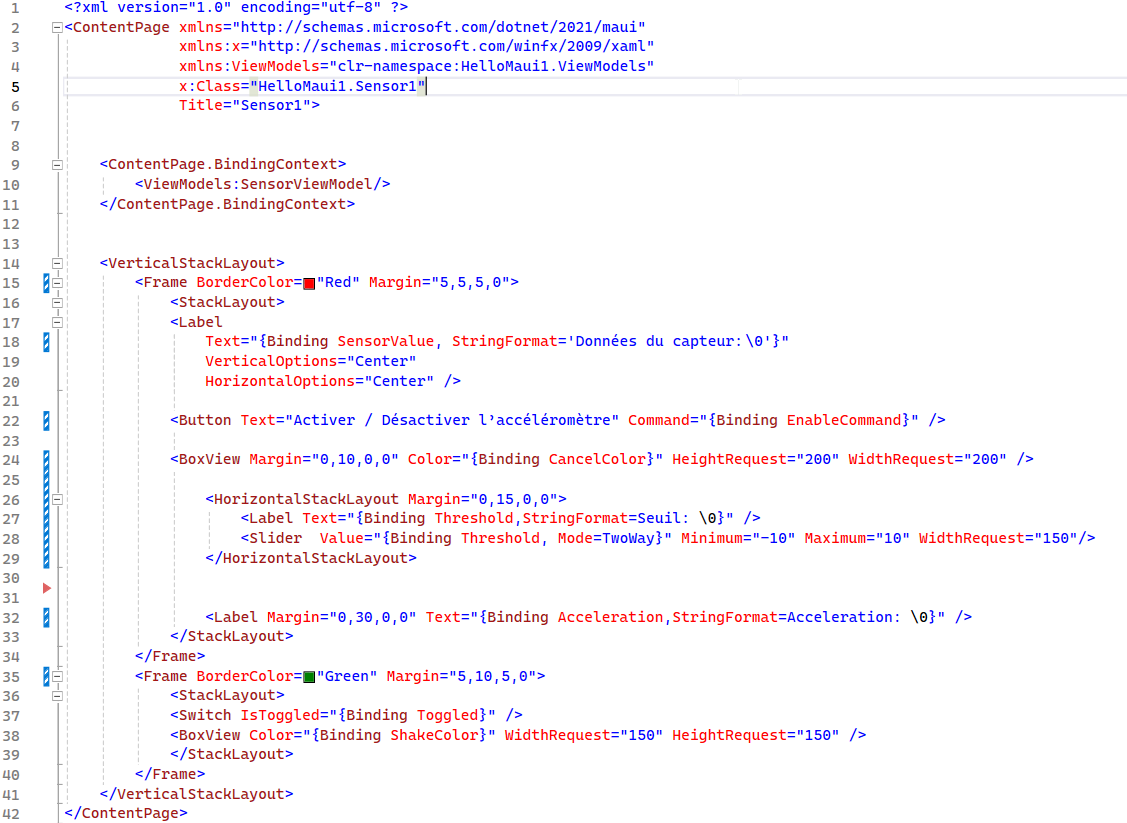 1 <?xml version="1.0" encoding="utf-8" ?>
2 <ContentPage xmlns="http://schemas.microsoft.com/dotnet/2021/maui"
3 xmlns:x="http://schemas.microsoft.com/winfx/2009/xaml"
4 xmlns:ViewModels="clr-namespace:HelloMaui1.ViewModels"
5 x:Class="HelloMaui1.Sensor1"
6 Title="Sensor1">
7
8
9 <ContentPage.BindingContext>
10 <ViewModels:SensorViewModel/>
11 </ContentPage.BindingContext>
12
13
14 <VerticalStackLayout>
15 <Frame BorderColor="Red" Margin="5,5,5,0">
16 <StackLayout>
17 <Label
18 Text="{Binding SensorValue, StringFormat='Données du capteur:\0'}"
19 VerticalOptions="Center"
20 HorizontalOptions="Center" />
21
22 <Button Text="Activer / Désactiver l’accéléromètre" Command="{Binding EnableCommand}" />
23
24 <BoxView Margin="0,10,0,0" Color="{Binding CancelColor}" HeightRequest="200" WidthRequest="200" />
25
26 <HorizontalStackLayout Margin="0,15,0,0">
27 <Label Text="{Binding Threshold,StringFormat=Seuil: \0}" />
28 <Slider  Value="{Binding Threshold, Mode=TwoWay}" Minimum="-10" Maximum="10" WidthRequest="150"/>
29 </HorizontalStackLayout>
30
31
32 <Label Margin="0,30,0,0" Text="{Binding Acceleration,StringFormat=Acceleration: \0}" />
33 </StackLayout>
34 </Frame>
35 <Frame BorderColor="Green" Margin="5,10,5,0">
36 <StackLayout>
37 <Switch IsToggled="{Binding Toggled}" />
38 <BoxView Color="{Binding ShakeColor}" WidthRequest="150" HeightRequest="150" />
39 </StackLayout>
40 </Frame>
41 </VerticalStackLayout>
42 </ContentPage>